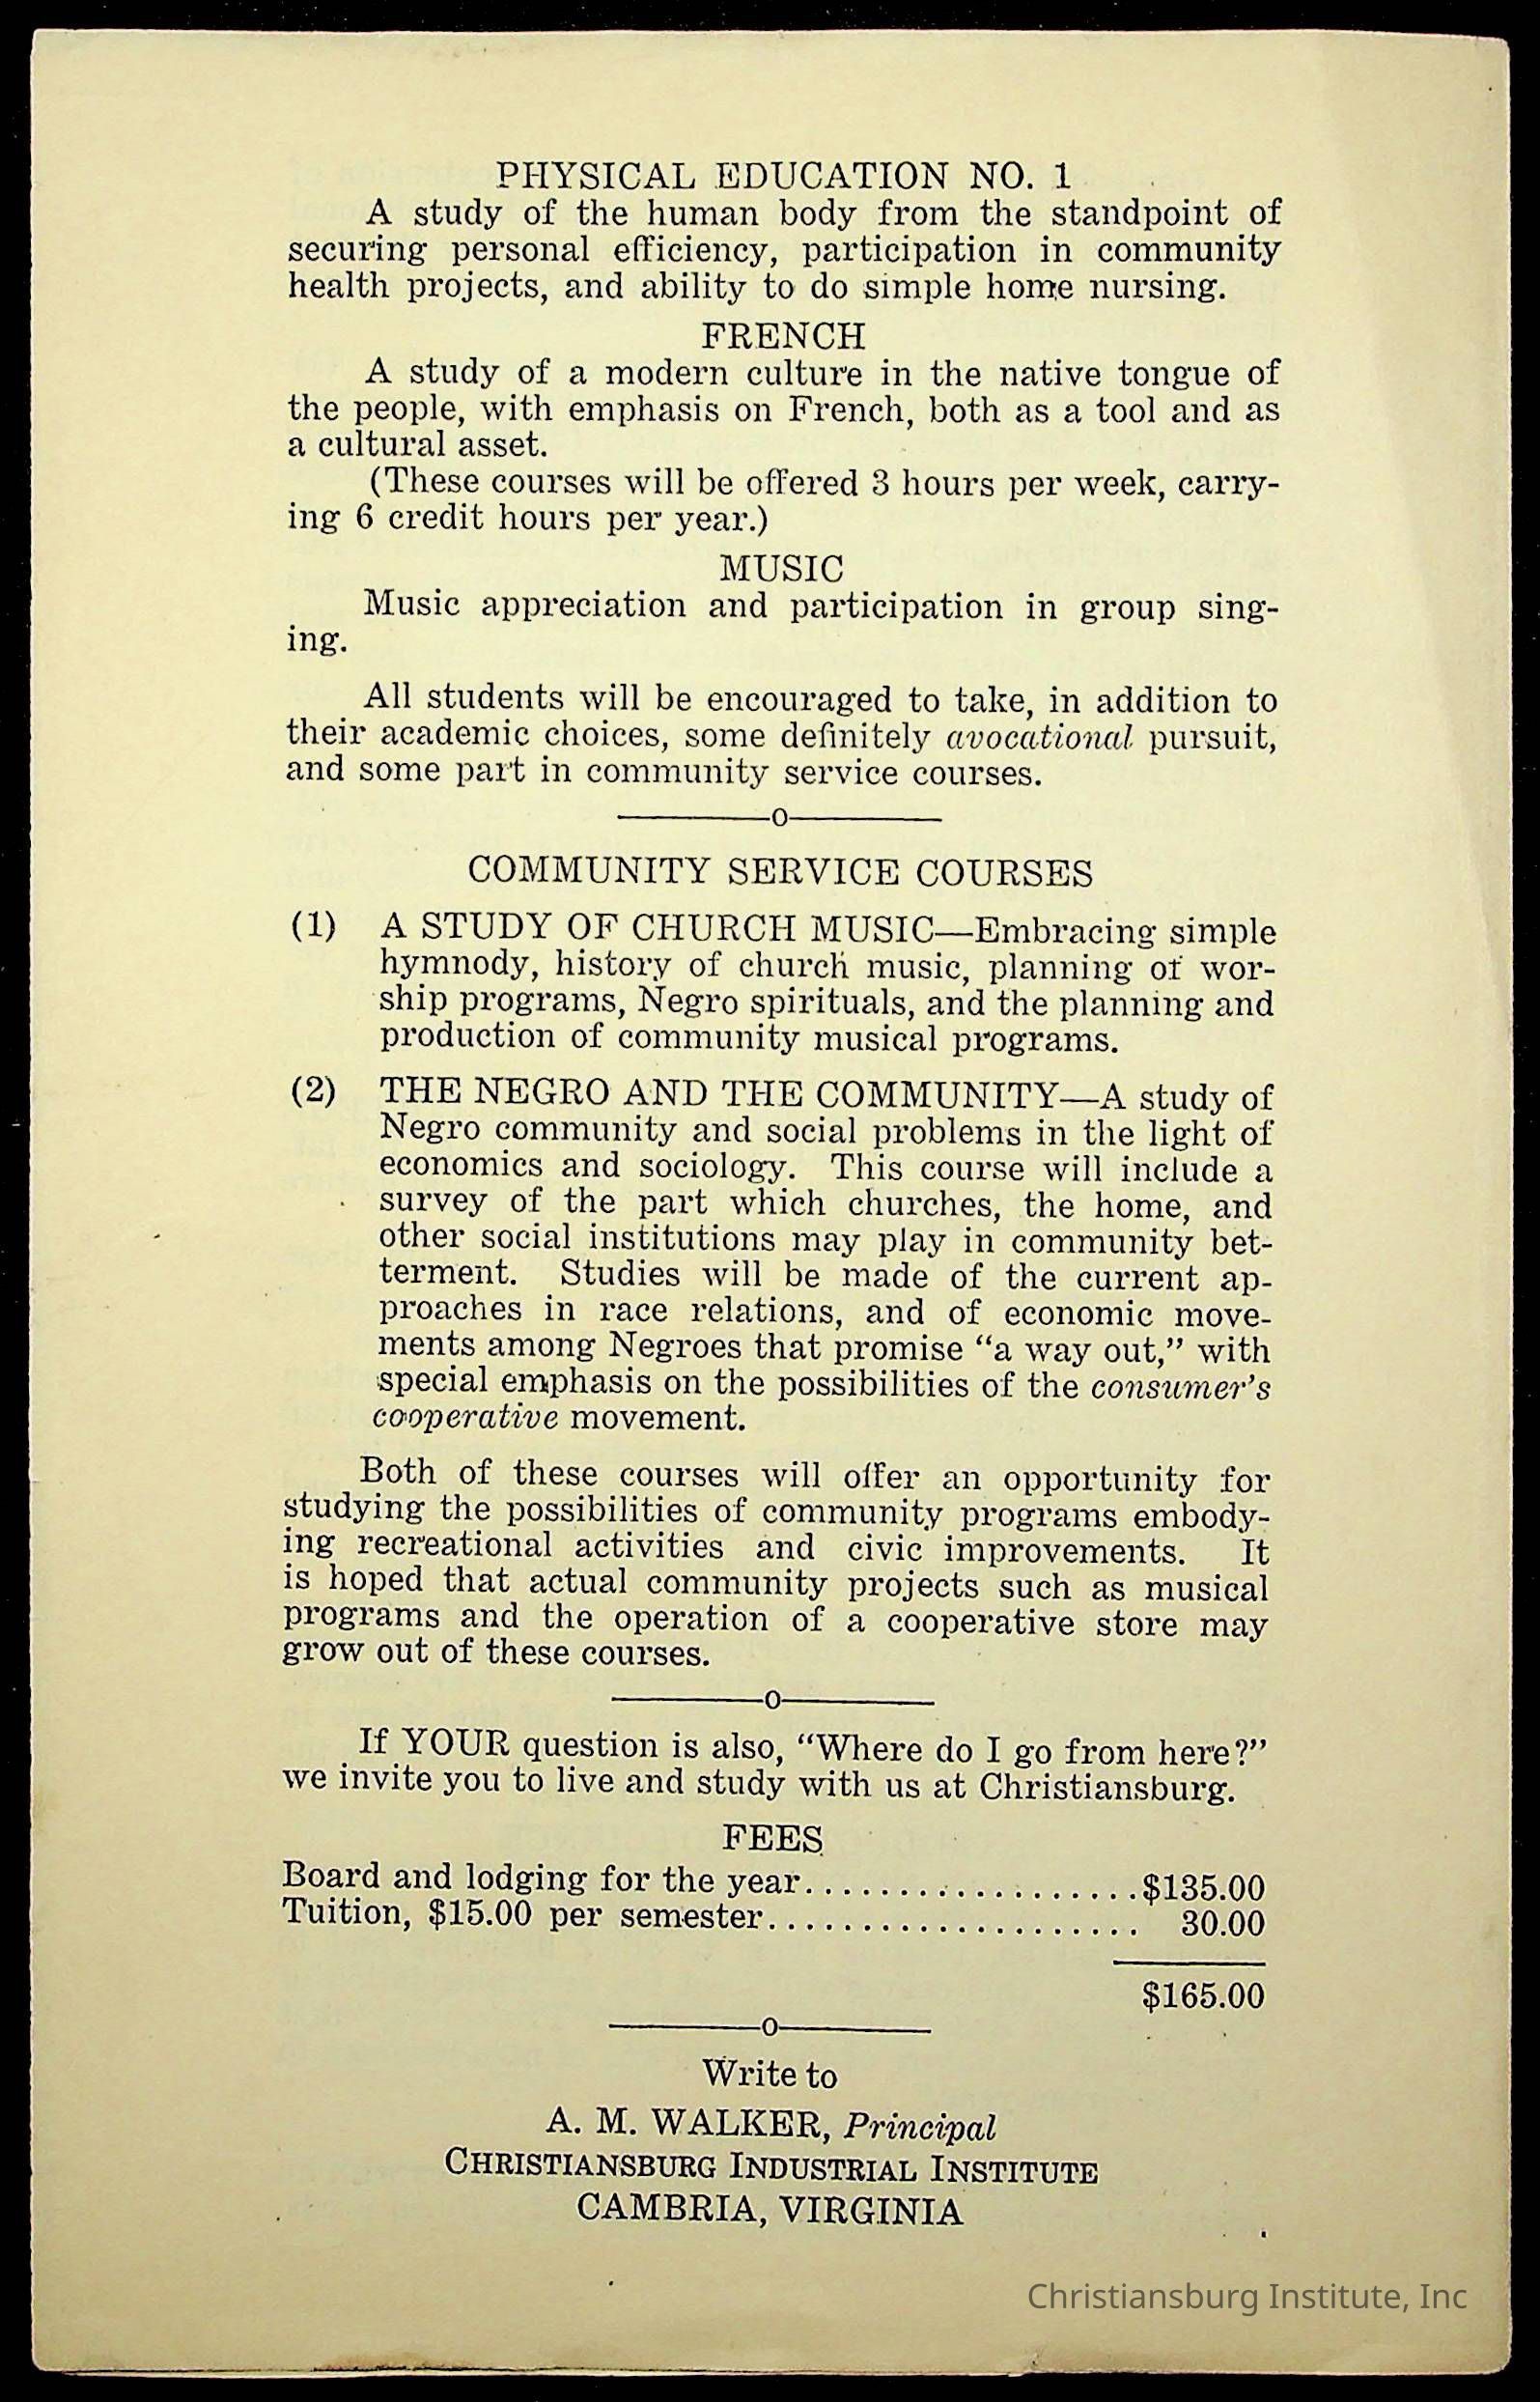 PHYSICAL EDUCATION NO. 1
A study of the human body from the standpoint of
securing personal efficiency, participation in community
health projects, and ability to do simple home nursing.
FRENCH
A study of a modern culture in the native tongue of
the people, with emphasis on French, both as a tool and as
a cultural asset.
(These courses will be offered 3 hours per week, carry-
ing 6 credit hours per year.)
MUSIC
Music appreciation and participation in group sing-
ing.
All students will be encouraged to take, in addition to
their academic choices, some definitely avocational pursuit,
and some part in community service courses.
———o———
COMMUNITY SERVICE COURSES
(1) A STUDY OF CHURCH MUSIC—Embracing simple
hymnody, history of church music, planning of wor-
ship programs, Negro spirituals, and the planning and
production of community musical programs.
(2) THE NEGRO AND THE COMMUNITY—A study of
Negro community and social problems in the light of
economics and sociology. This course will include a
survey of the part which churches, the home, and
other social institutions may play in community bet-
terment. Studies will be made of the current ap-
proaches in race relations, and of economic move-
ments among Negroes that promise "a way out," with
special emphasis on the possibilities of the consumer's
cooperative movement.
Both of these courses will offer an opportunity for
studying the possibilities of community programs embody-
ing recreational activities and civic improvements. It
is hoped that actual community projects such as musical
programs and the operation of a cooperative store may
grow out of these courses.
———o———
If YOUR question is also, "Where do I go from here?"
we invite you to live and study with us at Christiansburg.
FEES
Board and lodging for the year..................$135.00
Tuition, $15.00 per semester.................... 30.00
$165.00
———o———
Write to
A. M. WALKER, Principal
CHRISTIANSBURG INDUSTRIAL INSTITUTE
CAMBRIA, VIRGINIA
Christiansburg Institute, Inc